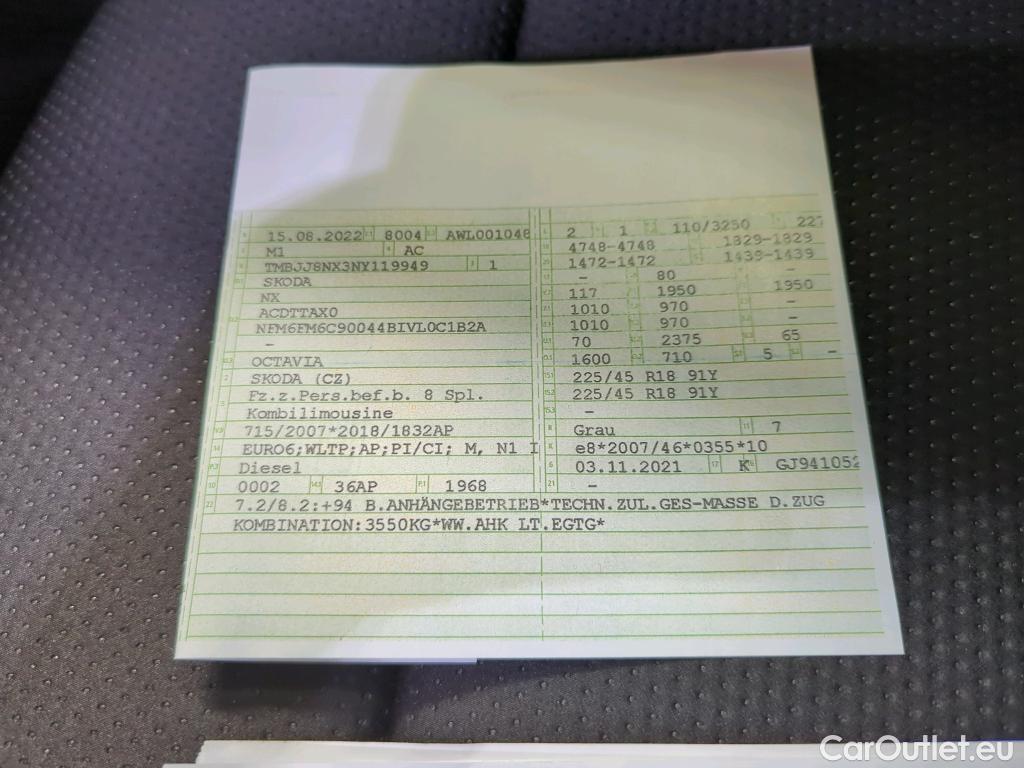 15.08.2022 8004 AWL001048
M1 AC
TMBJJ8NX3NY119949 1
SKODA
NX
ACDTTAX0
NFM6FM6C90044BIVL0C1B2A
–
OCTAVIA
SKODA (CZ)
Fz.z.Pers.bef.b. 8 Spl.
Kombilimousine
715/2007*2018/1832AP
EURO6;WLTP;AP;PI/CI; M, N1 I
Diesel
0002 36AP 1968
2 1 110/3250 227
4748-4748 1829-1829
1472-1472 1439-1439
– 80 –
117 1950 1950
1010 970 –
1010 970 –
70 2375 65
1600 710 5 –
225/45 R18 91Y
225/45 R18 91Y
–
Grau 7
e8*2007/46*0355*10
03.11.2021 K GJ941052
–
22 7.2/8.2:+94 B.ANHÄNGEBETRIEB*TECHN.ZUL.GES-MASSE D.ZUG
KOMBINATION:3550KG*WW.AHK LT.EGTG*
CarOutlet.eu